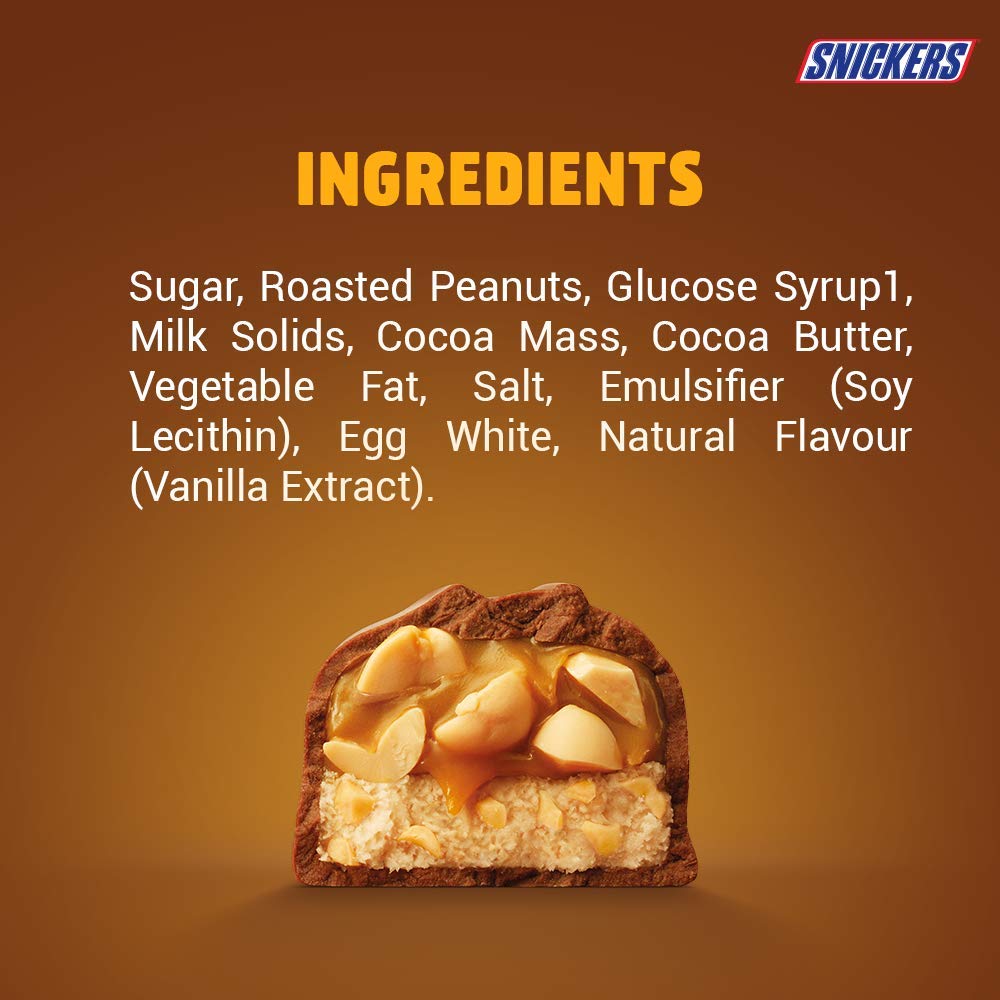 SNICKERS
INGREDIENTS
Sugar, Roasted Peanuts, Glucose Syrup1,
Milk Solids, Cocoa Mass, Cocoa Butter,
Vegetable Fat, Salt, Emulsifier (Soy
Lecithin), Egg White, Natural Flavour
(Vanilla Extract).